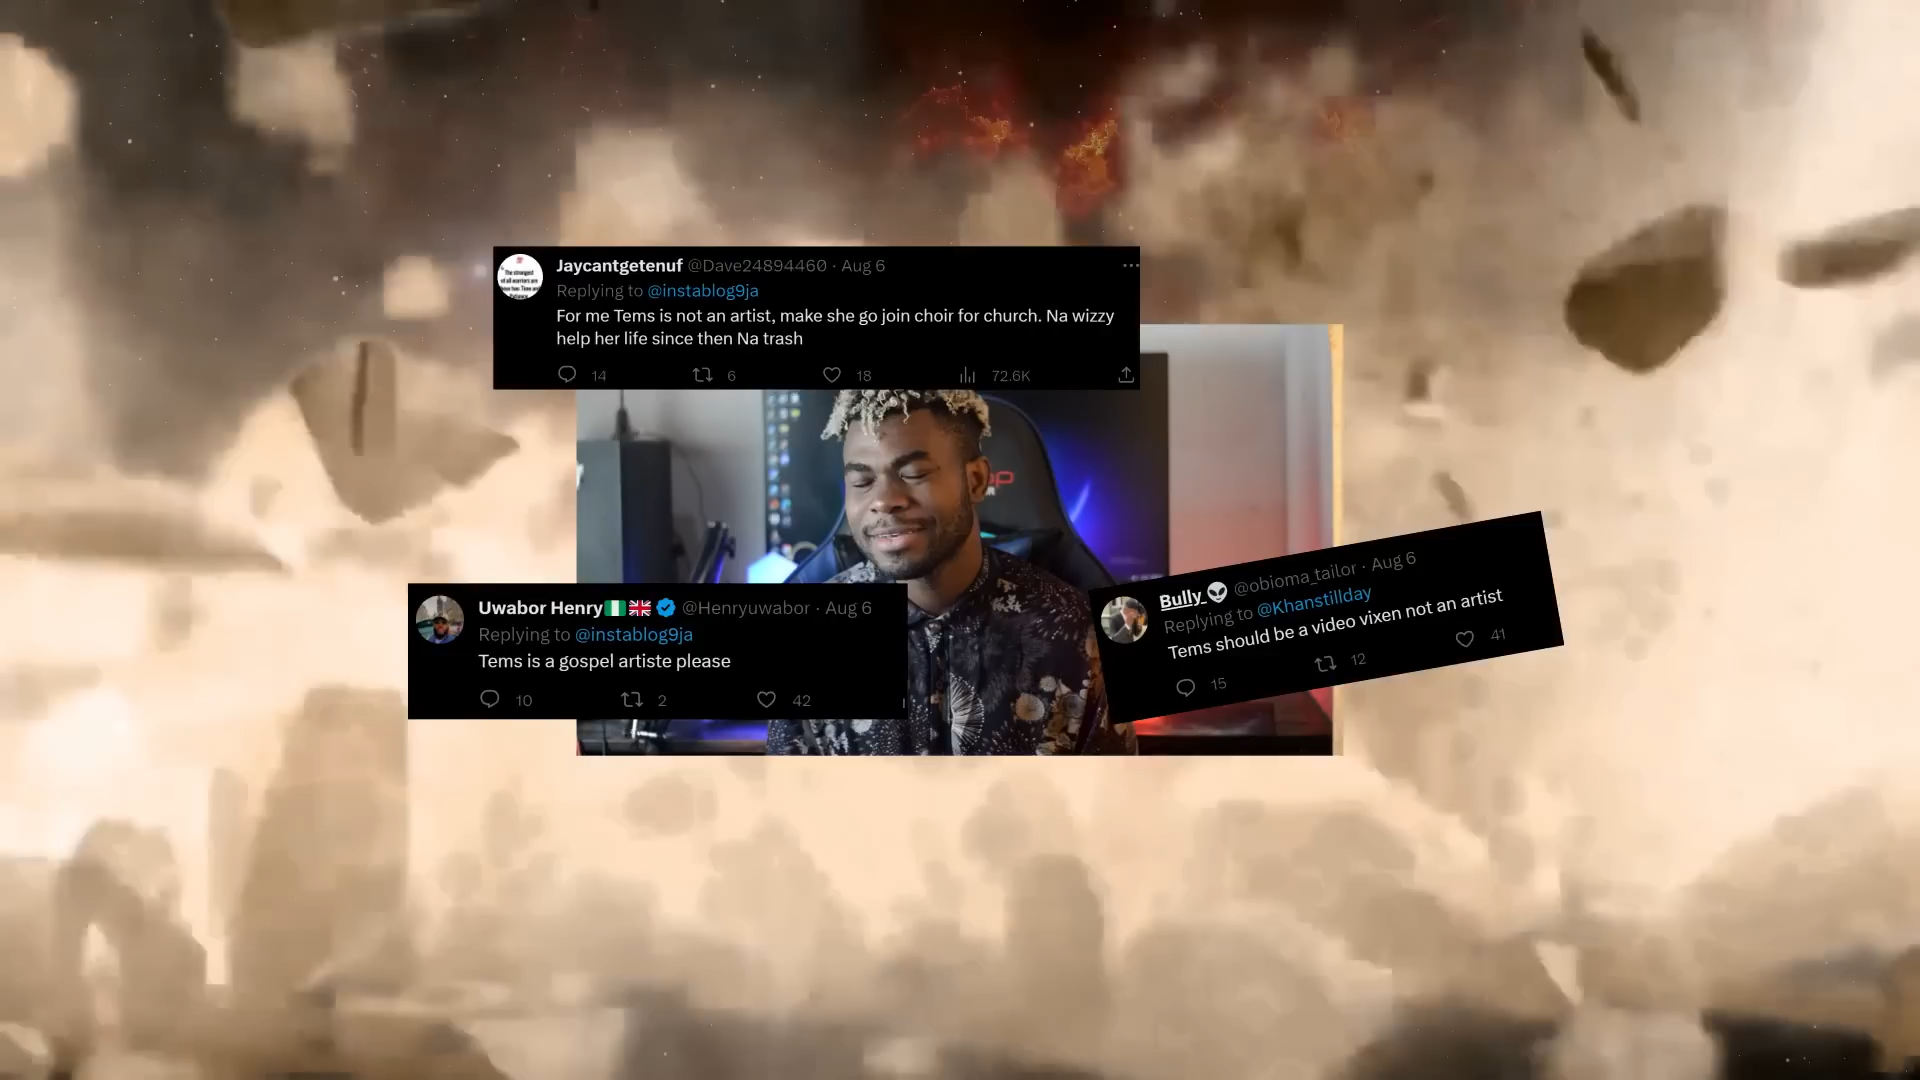 Jaycantgetenuf @Dave24894460 · Aug 6
Replying to @instablog9ja
For me Tems is not an artist, make she go join choir for church. Na wizzy
help her life since then Na trash
14 6 18 72.6K
Uwabor Henry @Henryuwabor · Aug 6
Replying to @instablog9ja
Tems is a gospel artiste please
10 2 42
Bully_ @obioma_tailor · Aug 6
Replying to @Khanstillday
Tems should be a video vixen not an artist
15 12 41